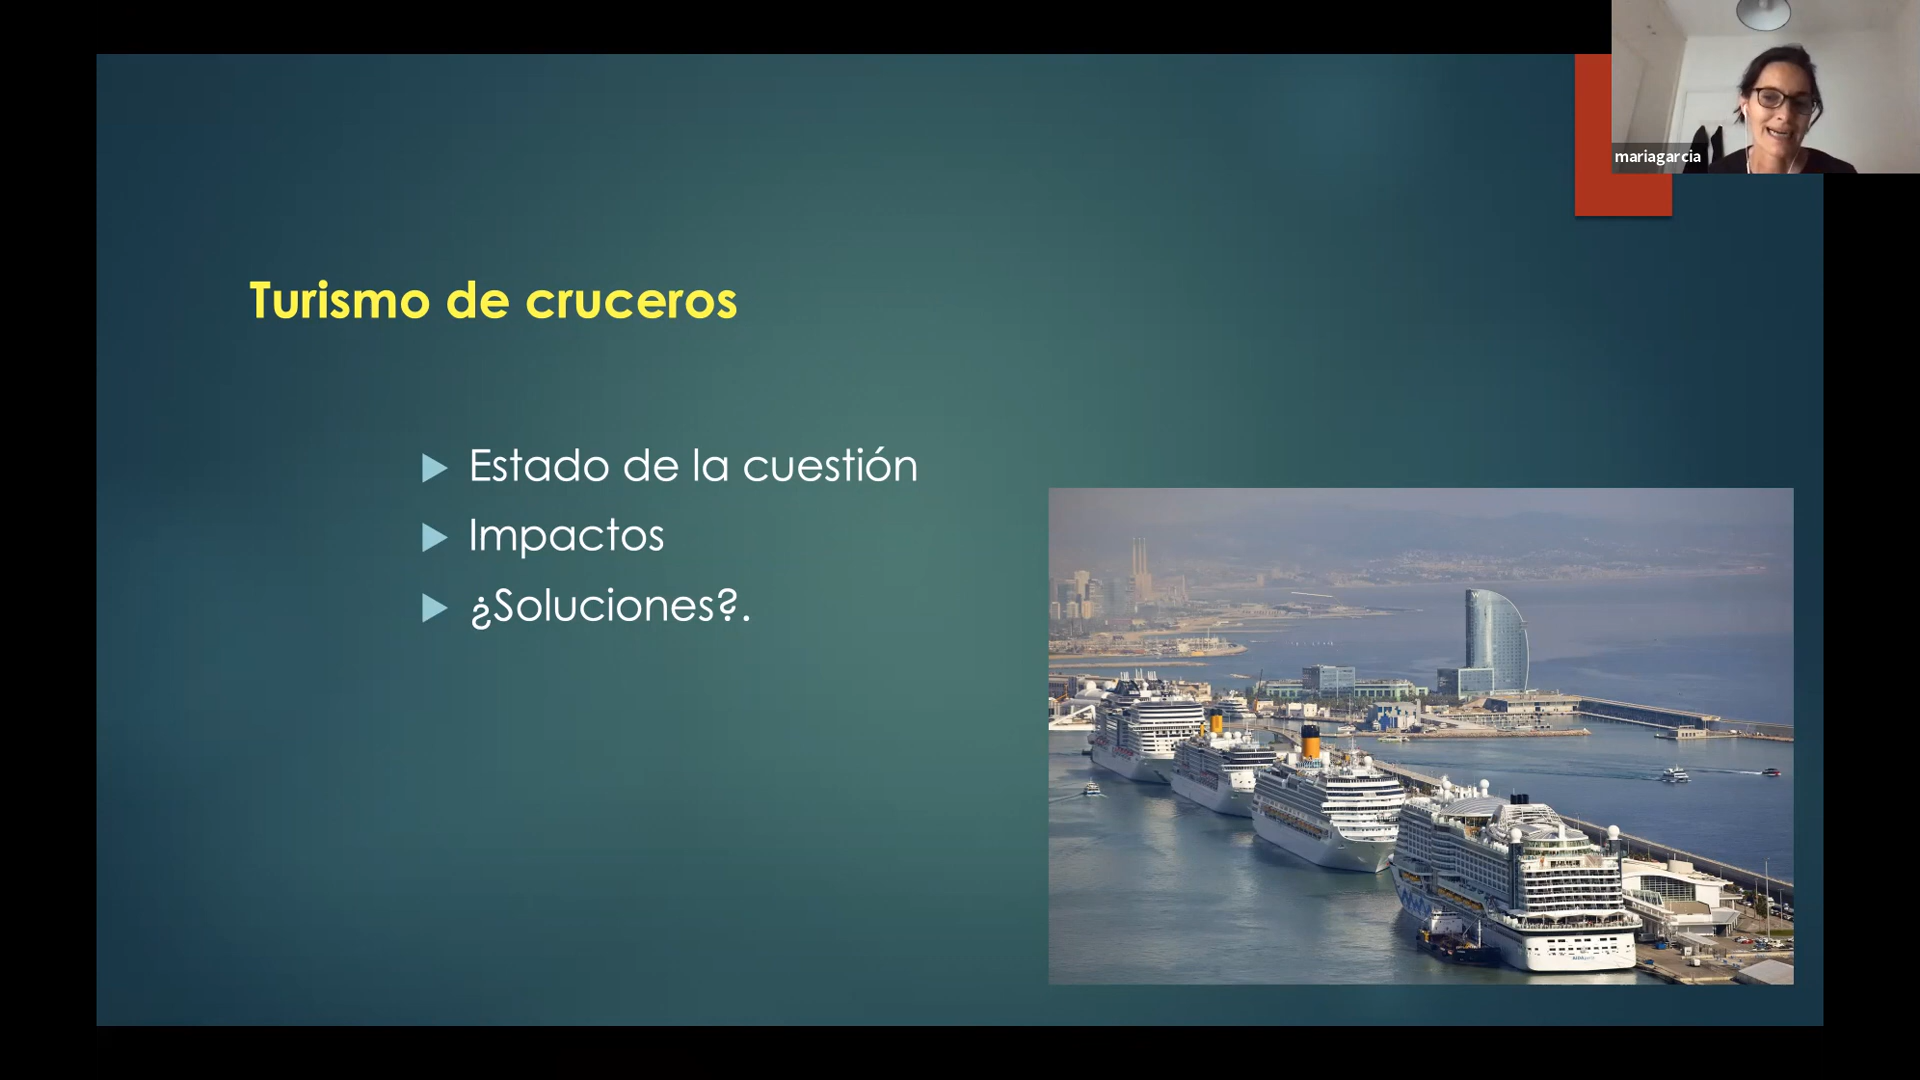 mariagarcia
Turismo de cruceros
Estado de la cuestión
Impactos
¿Soluciones?.
W